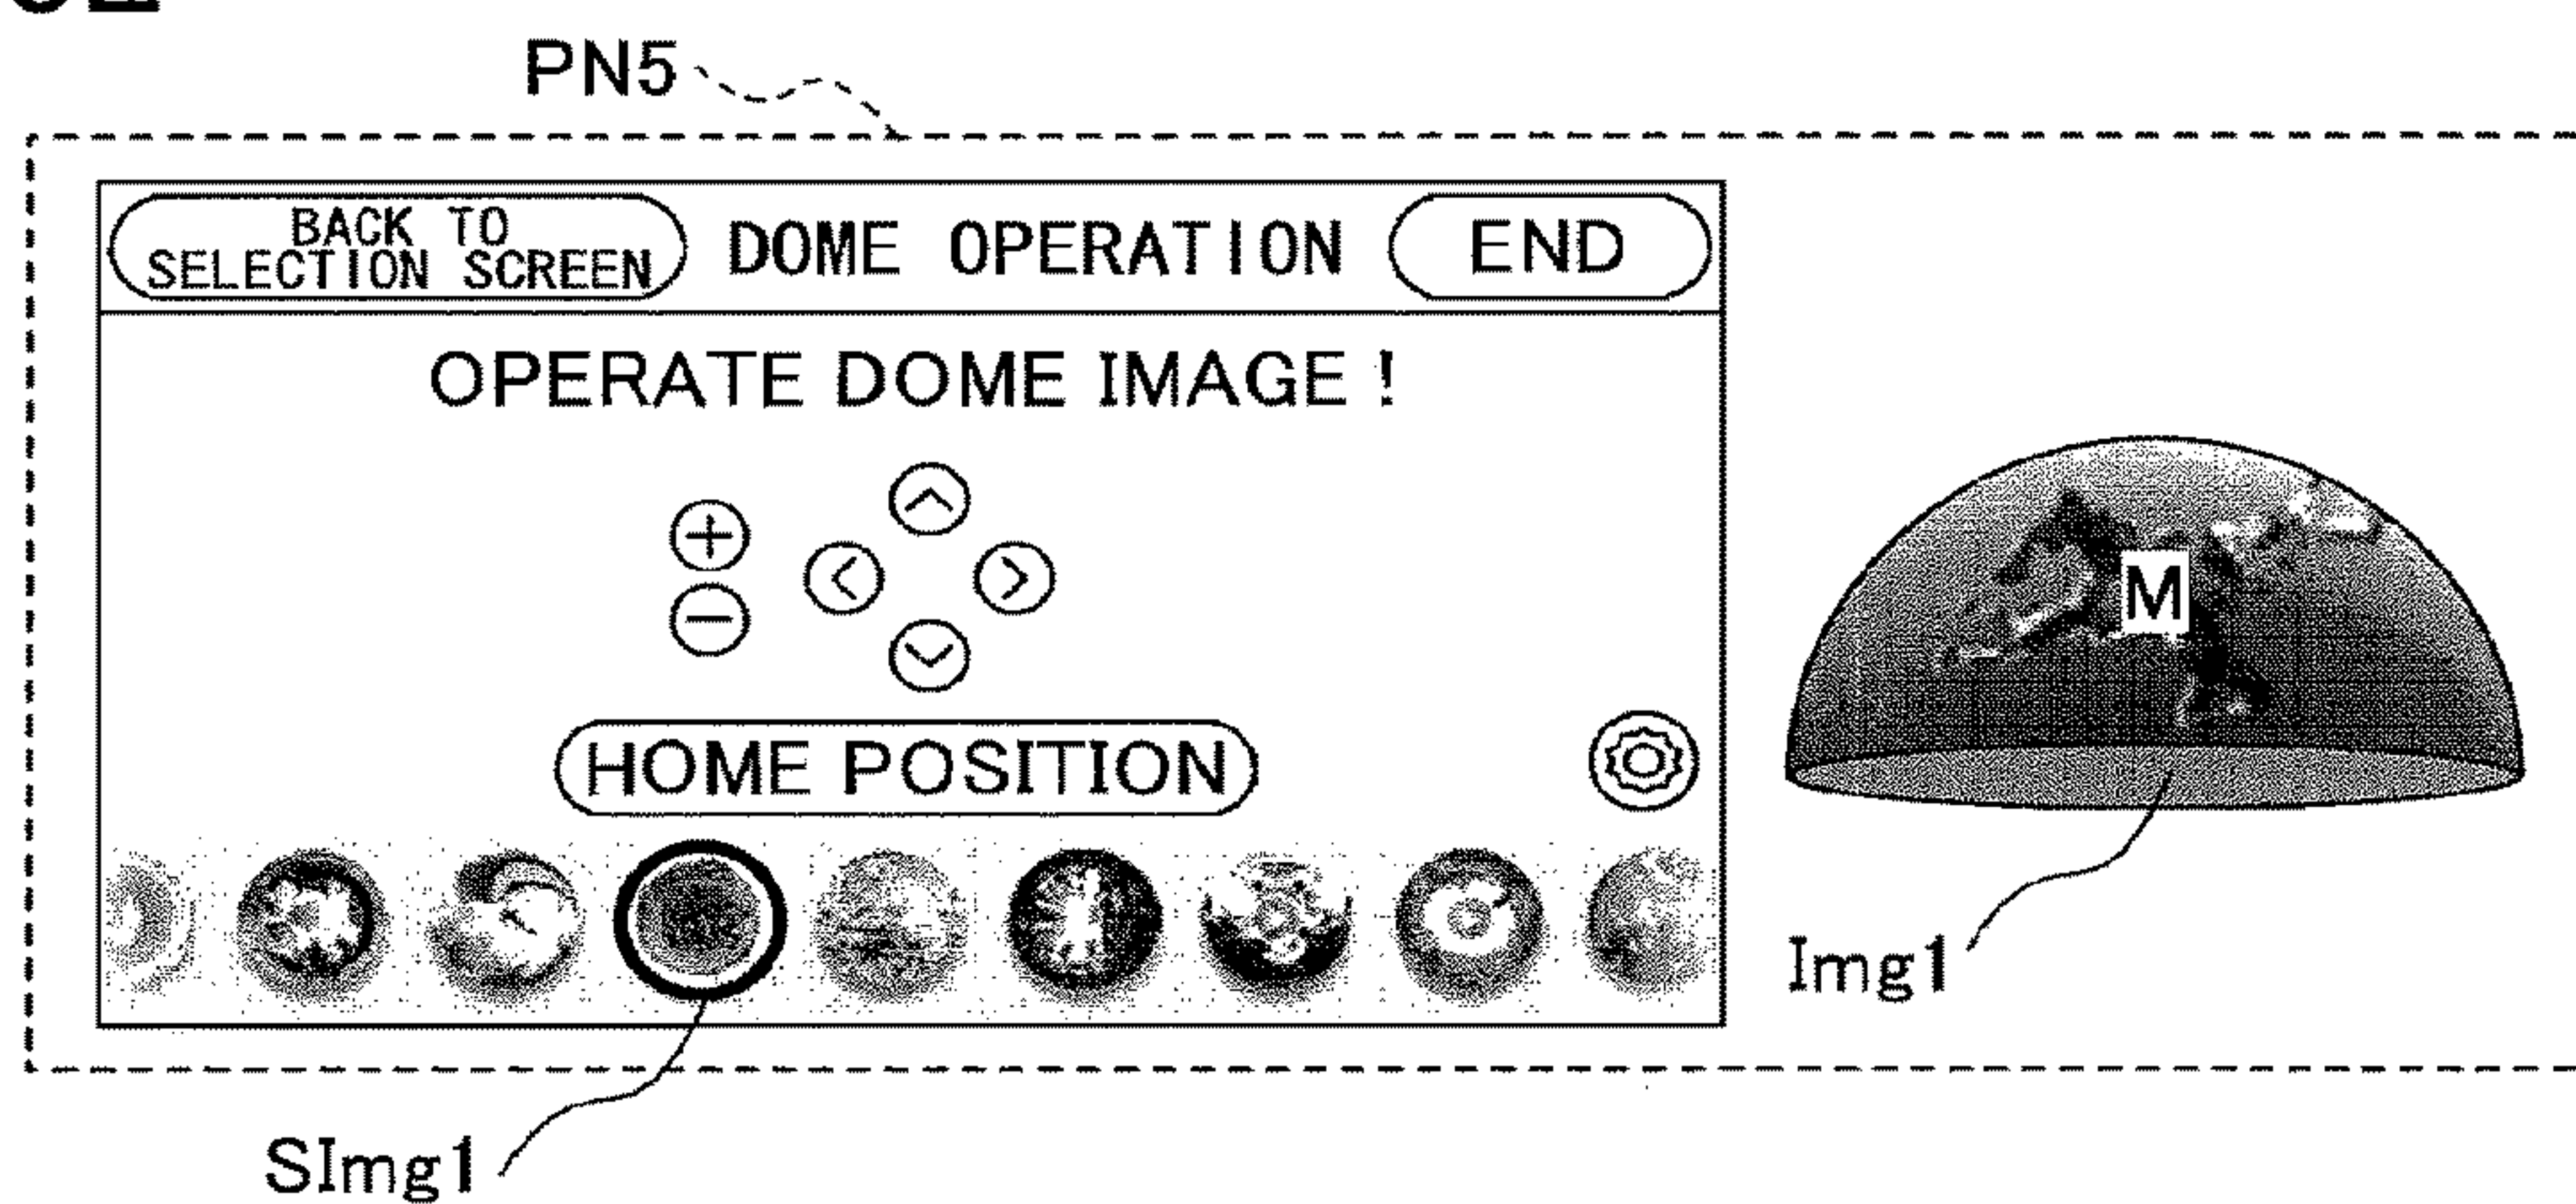 PN5
BACK TO
SELECTION SCREEN
DOME OPERATION
END
OPERATE DOME IMAGE !
+
−
M
HOME POSITION
Img1
SImg1